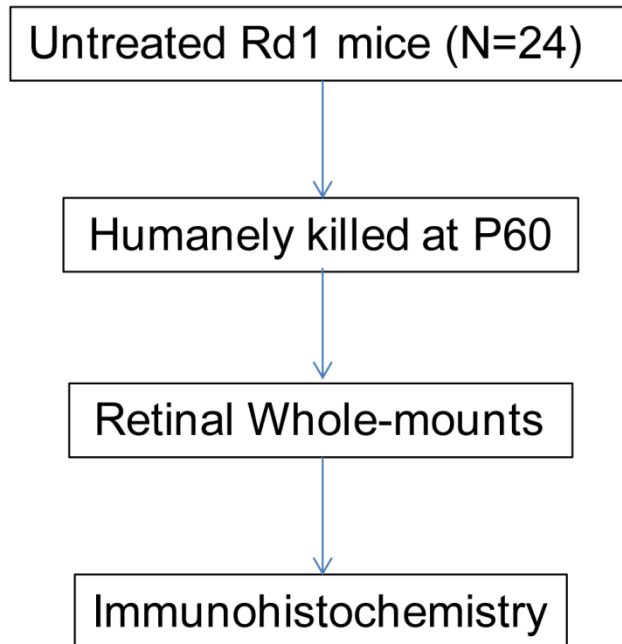 Untreated Rd1 mice (N=24)
Humanely killed at P60
Retinal Whole-mounts
Immunohistochemistry